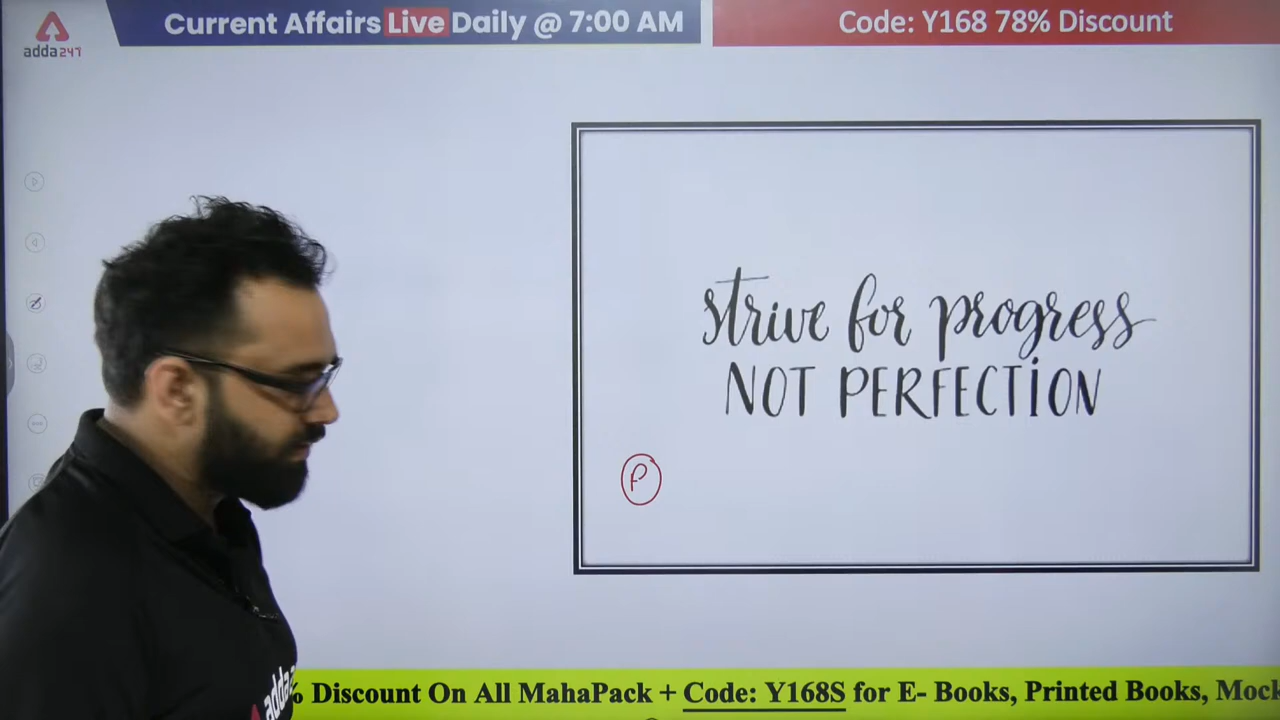 Current Affairs Live Daily @ 7:00 AM
Code: Y168 78% Discount
adda247
strive for progress
NOT PERFECTION
P
adda
% Discount On All MahaPack + Code: Y168S for E- Books, Printed Books, Mock